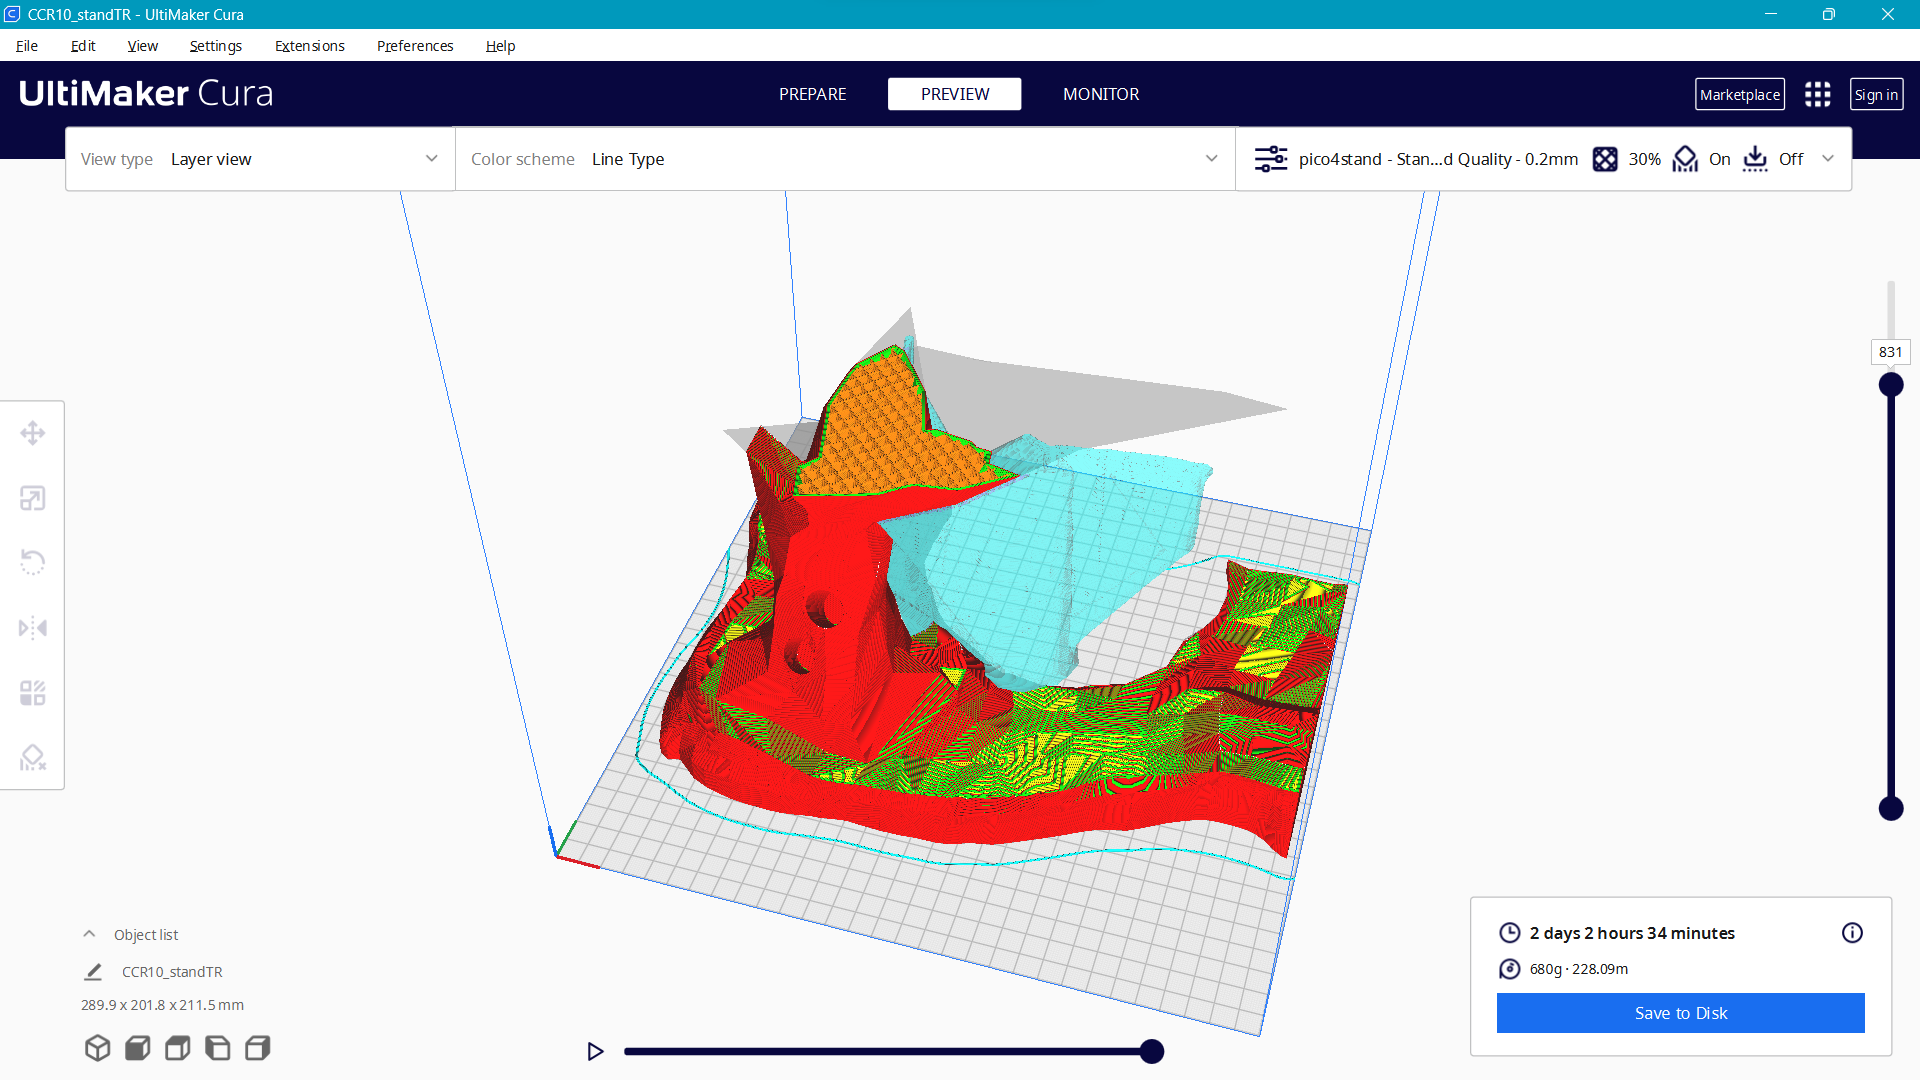 CCR10_standTR - UltiMaker Cura
File Edit View Settings Extensions Preferences Help
UltiMaker Cura PREPARE PREVIEW MONITOR Marketplace Sign in
View type Layer view Color scheme Line Type pico4stand - Stan...d Quality - 0.2mm 30% On Off
831
Object list
CCR10_standTR
289.9 x 201.8 x 211.5 mm
2 days 2 hours 34 minutes
680g · 228.09m
Save to Disk